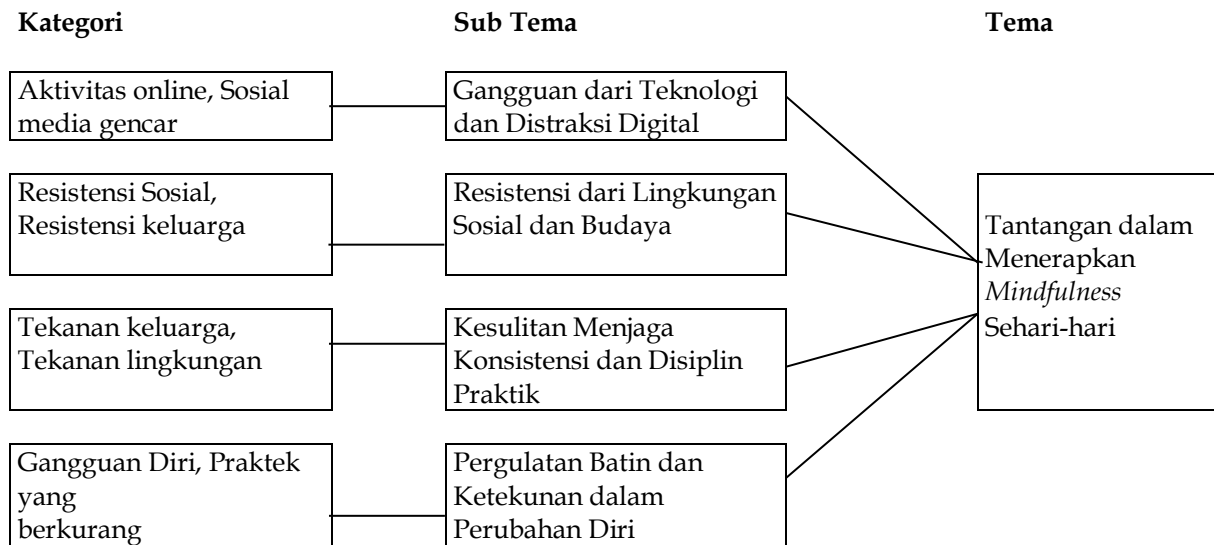 Kategori
Sub Tema
Tema
Aktivitas online, Sosial
media gencar
Gangguan dari Teknologi
dan Distraksi Digital
Resistensi Sosial,
Resistensi keluarga
Resistensi dari Lingkungan
Sosial dan Budaya
Tekanan keluarga,
Tekanan lingkungan
Kesulitan Menjaga
Konsistensi dan Disiplin
Praktik
Gangguan Diri, Praktek
yang
berkurang
Pergulatan Batin dan
Ketekunan dalam
Perubahan Diri
Tantangan dalam
Menerapkan
Mindfulness
Sehari-hari